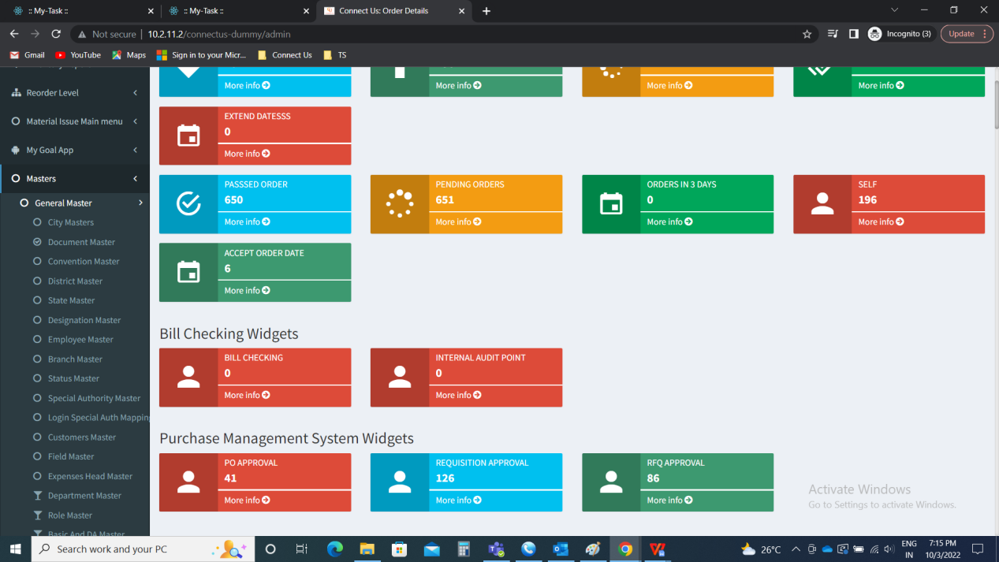 :: My-Task ::
:: My-Task ::
Connect Us: Order Details
Not secure
10.2.11.2/connectus-dummy/admin
Incognito (3)
Update
Gmail
YouTube
Maps
Sign in to your Micr...
Connect Us
TS
Reorder Level
Material Issue Main menu
My Goal App
Masters
General Master
City Masters
Document Master
Convention Master
District Master
State Master
Designation Master
Employee Master
Branch Master
Status Master
Special Authority Master
Login Special Auth Mapping
Customers Master
Field Master
Expenses Head Master
Department Master
Role Master
Basic And DA Master
More info
More info
More info
More info
EXTEND DATESSS
0
More info
PASSSED ORDER
650
More info
PENDING ORDERS
651
More info
ORDERS IN 3 DAYS
0
More info
SELF
196
More info
ACCEPT ORDER DATE
6
More info
Bill Checking Widgets
BILL CHECKING
0
More info
INTERNAL AUDIT POINT
0
More info
Purchase Management System Widgets
PO APPROVAL
41
More info
REQUISITION APPROVAL
126
More info
RFQ APPROVAL
86
More info
Activate Windows
Go to Settings to activate Windows.
Search work and your PC
26°C
ENG
IN
7:15 PM
10/3/2022